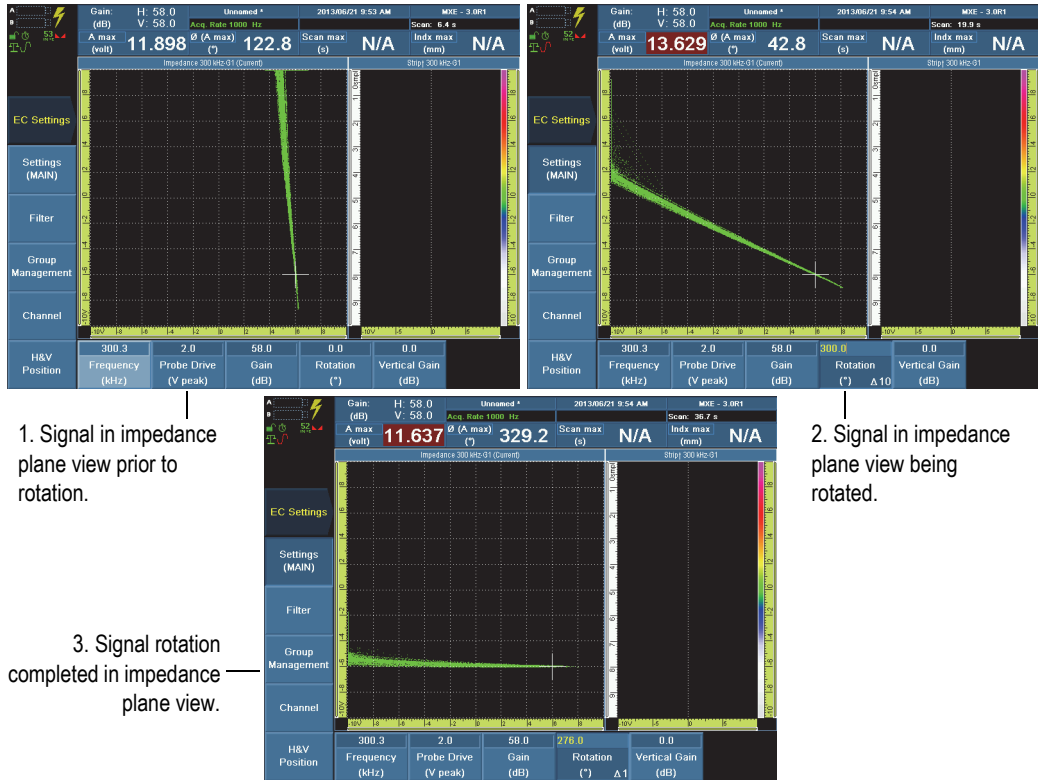 Gain: H: 58.0 Unnamed * 2013/06/21 9:53 AM MXE - 3.0R1
(dB) V: 58.0 Acq. Rate 1000 Hz Scan: 6.4 s
A max (volt) 11.898 Ø (A max) (°) 122.8 Scan max (s) N/A Indx max (mm) N/A
Impedance 300 kHz-G1 (Current) Strip 300 kHz-G1
EC Settings
Settings (MAIN)
Filter
Group Management
Channel
H&V Position
300.3 2.0 58.0 0.0 0.0
Frequency Probe Drive Gain Rotation Vertical Gain
(kHz) (V peak) (dB) (°) (dB)
Gain: H: 58.0 Unnamed * 2013/06/21 9:54 AM MXE - 3.0R1
(dB) V: 58.0 Acq. Rate 1000 Hz Scan: 19.9 s
A max (volt) 13.629 Ø (A max) (°) 42.8 Scan max (s) N/A Indx max (mm) N/A
Impedance 300 kHz-G1 (Current) Strip 300 kHz-G1
EC Settings
Settings (MAIN)
Filter
Group Management
Channel
H&V Position
300.3 2.0 58.0 300.0 0.0
Frequency Probe Drive Gain Rotation Vertical Gain
(kHz) (V peak) (dB) (°) Δ10 (dB)
1. Signal in impedance
plane view prior to
rotation.
2. Signal in impedance
plane view being
rotated.
Gain: H: 58.0 Unnamed * 2013/06/21 9:54 AM MXE - 3.0R1
(dB) V: 58.0 Acq. Rate 1000 Hz Scan: 36.7 s
A max (volt) 11.637 Ø (A max) (°) 329.2 Scan max (s) N/A Indx max (mm) N/A
Impedance 300 kHz-G1 (Current) Strip 300 kHz-G1
EC Settings
Settings (MAIN)
Filter
Group Management
Channel
H&V Position
300.3 2.0 58.0 276.0 0.0
Frequency Probe Drive Gain Rotation Vertical Gain
(kHz) (V peak) (dB) (°) Δ1 (dB)
3. Signal rotation
completed in impedance
plane view.